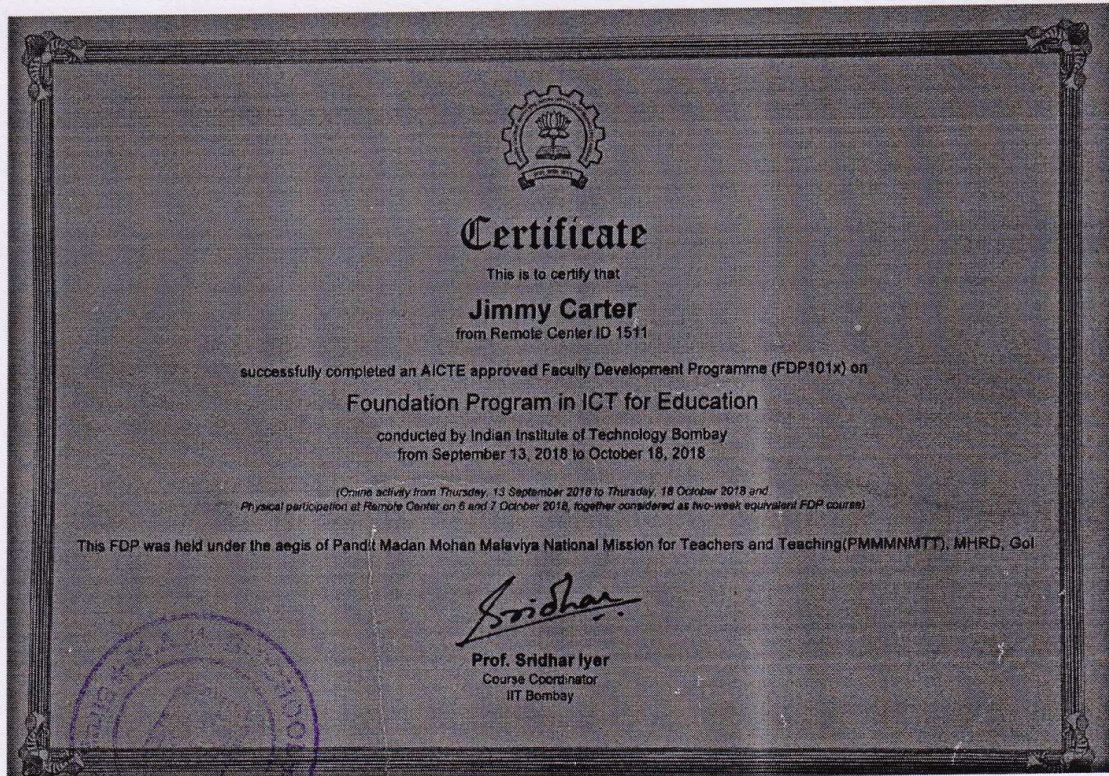 Certificate
This is to certify that
Jimmy Carter
from Remote Center ID 1511
successfully completed an AICTE approved Faculty Development Programme (FDP101x) on
Foundation Program in ICT for Education
conducted by Indian Institute of Technology Bombay
from September 13, 2018 to October 18, 2018
(Online activity from Thursday, 13 September 2018 to Thursday, 18 October 2018 and
Physical participation at Remote Center on 6 and 7 October 2018, together considered as two-week equivalent FDP course)
This FDP was held under the aegis of Pandit Madan Mohan Malaviya National Mission for Teachers and Teaching(PMMMNMTT), MHRD, GoI
Sridhar
Prof. Sridhar Iyer
Course Coordinator
IIT Bombay